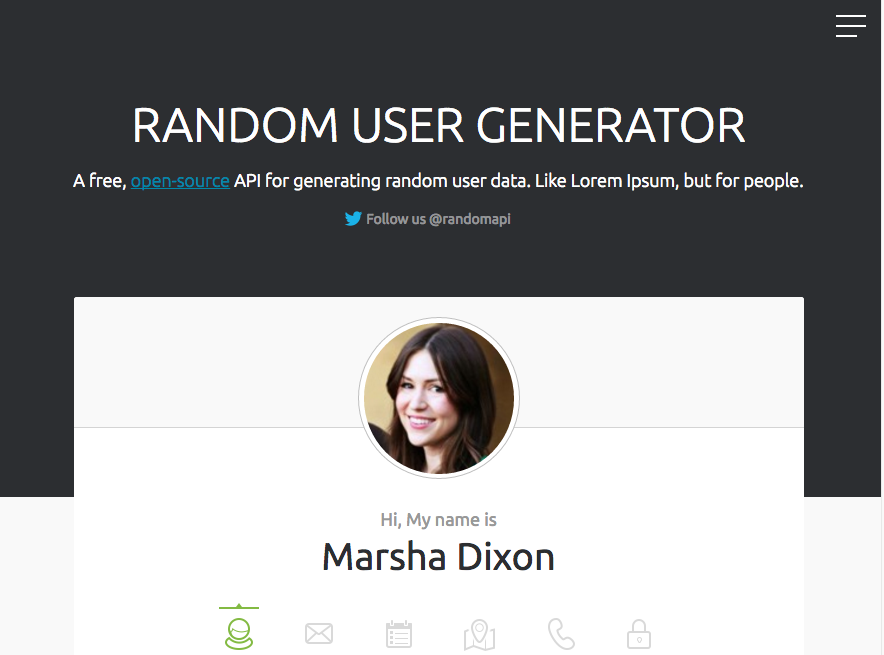 RANDOM USER GENERATOR
A free, open-source API for generating random user data. Like Lorem Ipsum, but for people.
Follow us @randomapi
Hi, My name is
Marsha Dixon